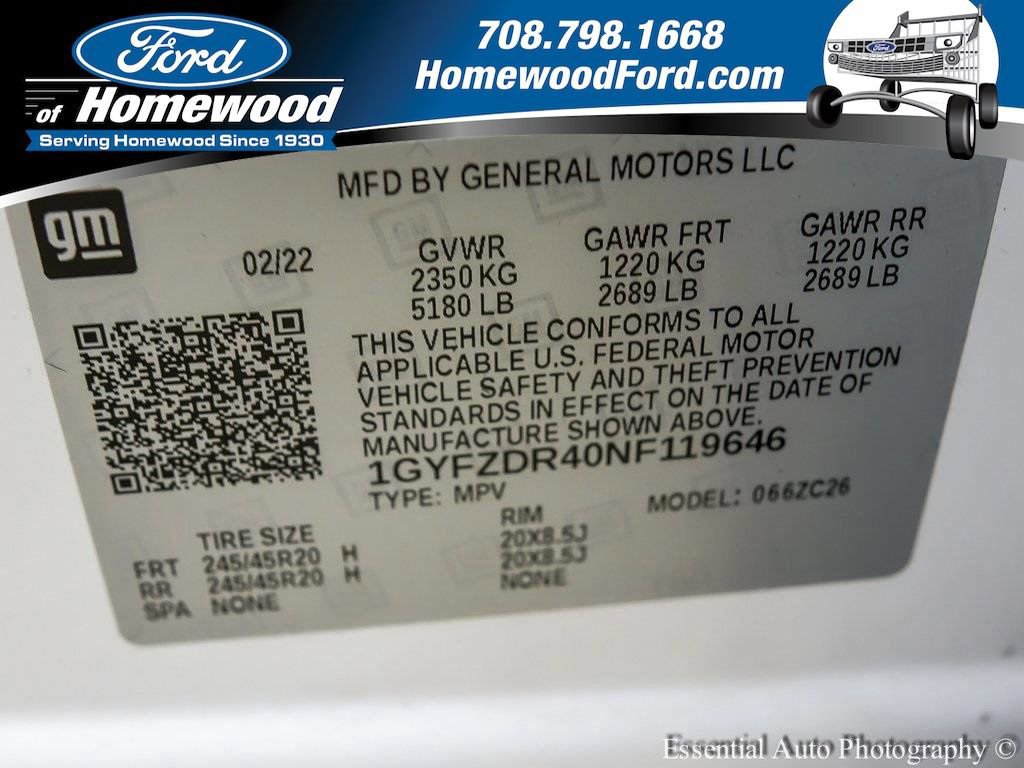 Ford
of Homewood
Serving Homewood Since 1930
708.798.1668
HomewoodFord.com
Ford
gm
MFD BY GENERAL MOTORS LLC
02/22
GVWR
2350 KG
5180 LB
GAWR FRT
1220 KG
2689 LB
GAWR RR
1220 KG
2689 LB
THIS VEHICLE CONFORMS TO ALL
APPLICABLE U.S. FEDERAL MOTOR
VEHICLE SAFETY AND THEFT PREVENTION
STANDARDS IN EFFECT ON THE DATE OF
MANUFACTURE SHOWN ABOVE.
1GYFZDR40NF119646
TYPE: MPV
MODEL: 066ZC26
TIRE SIZE
RIM
FRT 245/45R20 H 20X8.5J
RR 245/45R20 H 20X8.5J
SPA NONE NONE
Essential Auto Photography ©